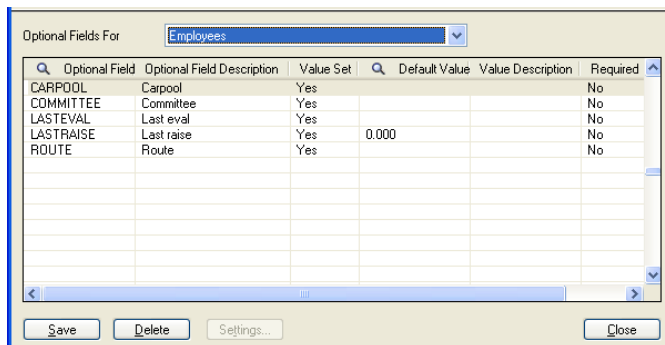 Optional Fields For Employees
Optional Field Optional Field Description Value Set Default Value Value Description Required
CARPOOL Carpool Yes No
COMMITTEE Committee Yes No
LASTEVAL Last eval Yes No
LASTRAISE Last raise Yes 0.000 No
ROUTE Route Yes No
Save Delete Settings... Close